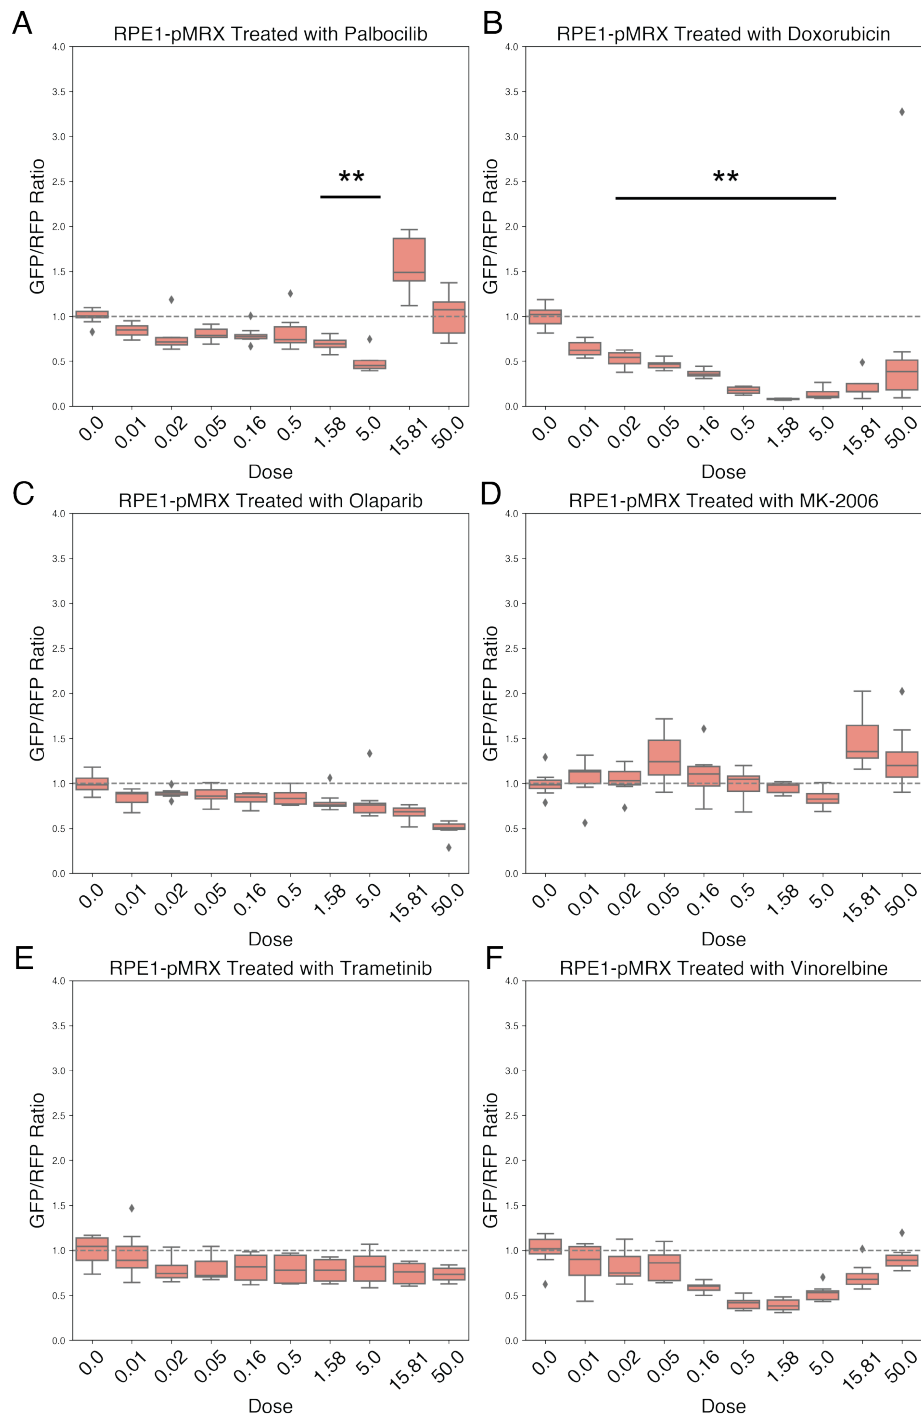 A
RPE1-pMRX Treated with Palbocilib
GFP/RFP Ratio
4.0
3.5
3.0
2.5
2.0
1.5
1.0
0.5
0.0
**
0.0 0.01 0.02 0.05 0.16 0.5 1.58 5.0 15.81 50.0
Dose
B
RPE1-pMRX Treated with Doxorubicin
GFP/RFP Ratio
4.0
3.5
3.0
2.5
2.0
1.5
1.0
0.5
0.0
**
0.0 0.01 0.02 0.05 0.16 0.5 1.58 5.0 15.81 50.0
Dose
C
RPE1-pMRX Treated with Olaparib
GFP/RFP Ratio
4.0
3.5
3.0
2.5
2.0
1.5
1.0
0.5
0.0
0.0 0.01 0.02 0.05 0.16 0.5 1.58 5.0 15.81 50.0
Dose
D
RPE1-pMRX Treated with MK-2006
GFP/RFP Ratio
4.0
3.5
3.0
2.5
2.0
1.5
1.0
0.5
0.0
0.0 0.01 0.02 0.05 0.16 0.5 1.58 5.0 15.81 50.0
Dose
E
RPE1-pMRX Treated with Trametinib
GFP/RFP Ratio
4.0
3.5
3.0
2.5
2.0
1.5
1.0
0.5
0.0
0.0 0.01 0.02 0.05 0.16 0.5 1.58 5.0 15.81 50.0
Dose
F
RPE1-pMRX Treated with Vinorelbine
GFP/RFP Ratio
4.0
3.5
3.0
2.5
2.0
1.5
1.0
0.5
0.0
0.0 0.01 0.02 0.05 0.16 0.5 1.58 5.0 15.81 50.0
Dose